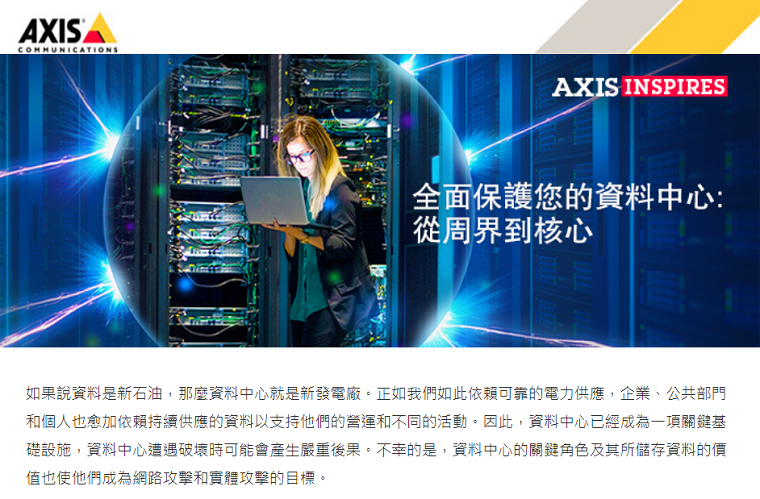 AXIS
COMMUNICATIONS
AXIS INSPIRES
全面保護您的資料中心:
從周界到核心
如果說資料是新石油，那麼資料中心就是新發電廠。正如我們如此依賴可靠的電力供應，企業、公共部門
和個人也愈加依賴持續供應的資料以支持他們的營運和不同的活動。因此，資料中心已經成為一項關鍵基
礎設施，資料中心遭遇破壞時可能會產生嚴重後果。不幸的是，資料中心的關鍵角色及其所儲存資料的價
值也使他們成為網路攻擊和實體攻擊的目標。